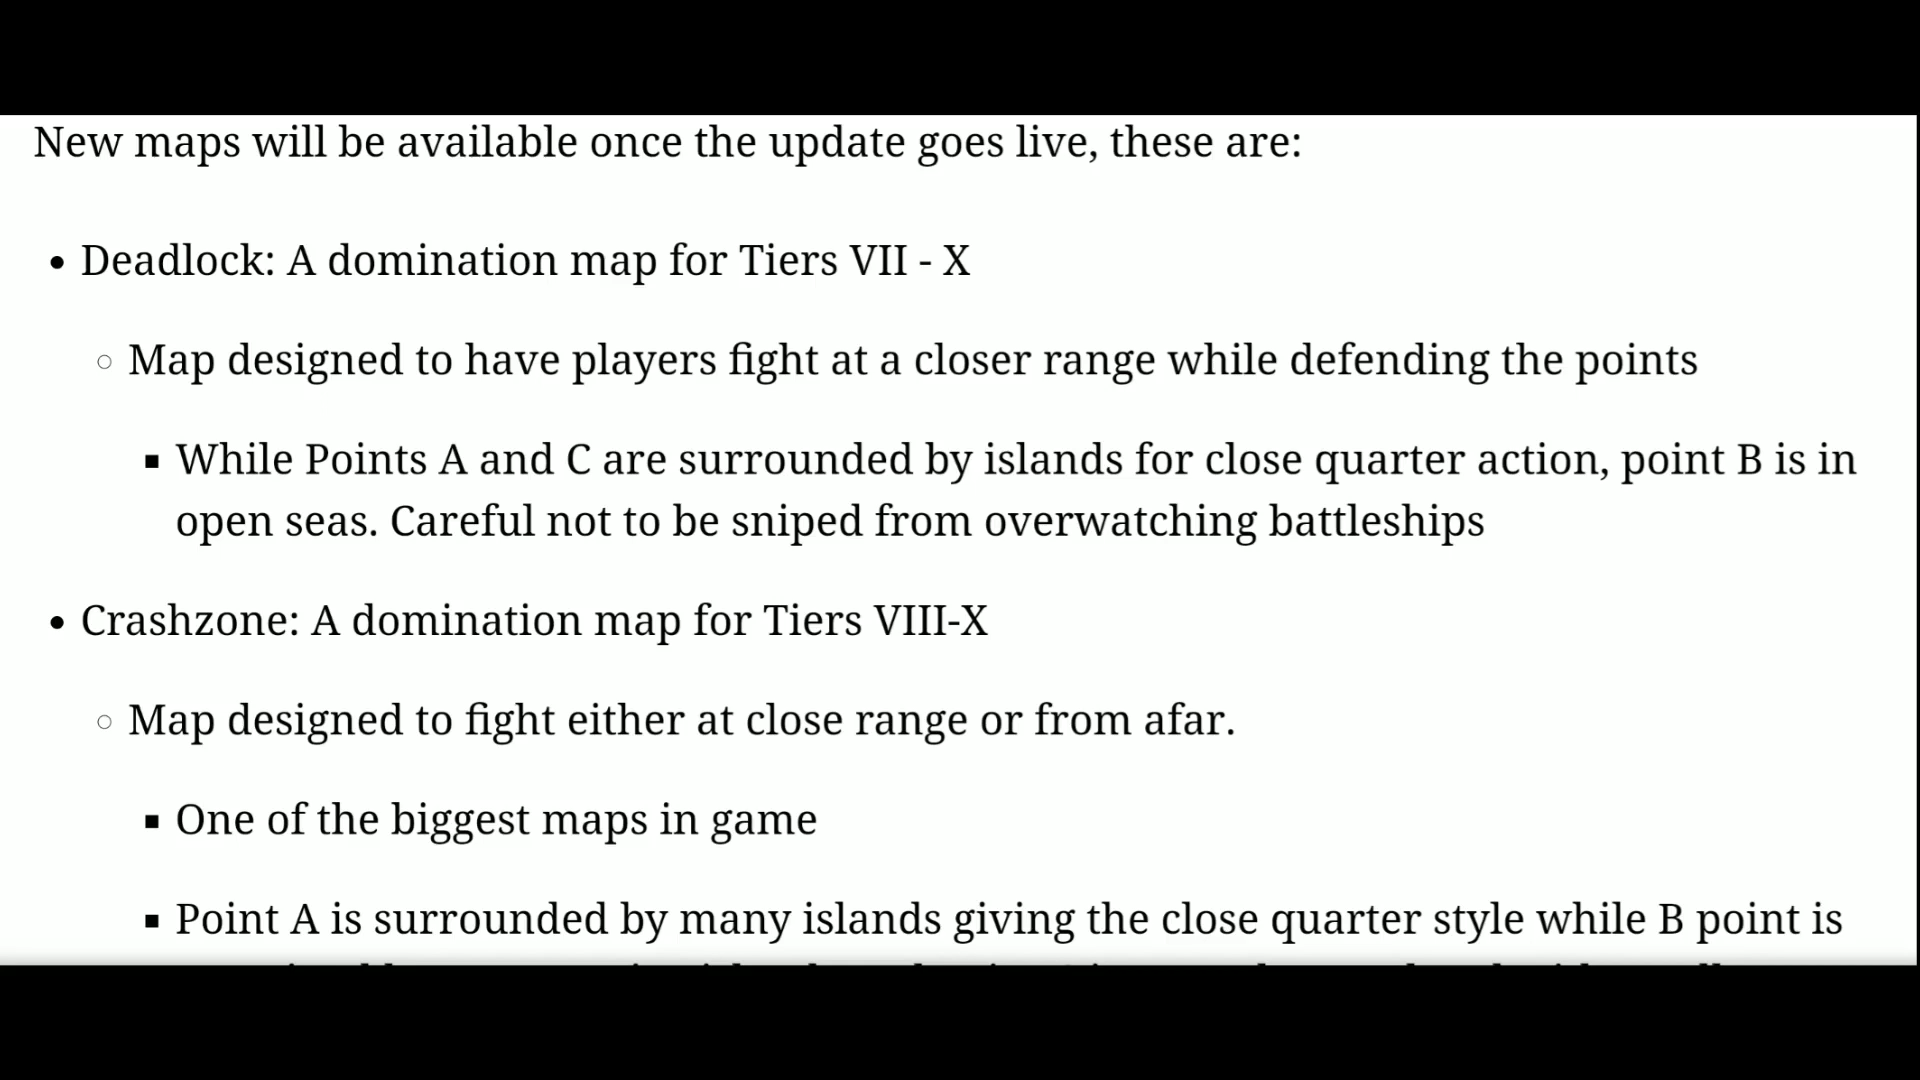 New maps will be available once the update goes live, these are:
Deadlock: A domination map for Tiers VII - X
Map designed to have players fight at a closer range while defending the points
While Points A and C are surrounded by islands for close quarter action, point B is in
open seas. Careful not to be sniped from overwatching battleships
Crashzone: A domination map for Tiers VIII-X
Map designed to fight either at close range or from afar.
One of the biggest maps in game
Point A is surrounded by many islands giving the close quarter style while B point is